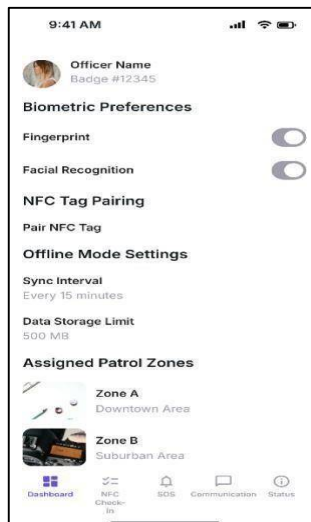 9:41 AM
Officer Name
Badge #12345
Biometric Preferences
Fingerprint
Facial Recognition
NFC Tag Pairing
Pair NFC Tag
Offline Mode Settings
Sync Interval
Every 15 minutes
Data Storage Limit
500 MB
Assigned Patrol Zones
Zone A
Downtown Area
Zone B
Suburban Area
Dashboard
NFC
Check-
in
SDS
Communication
Status